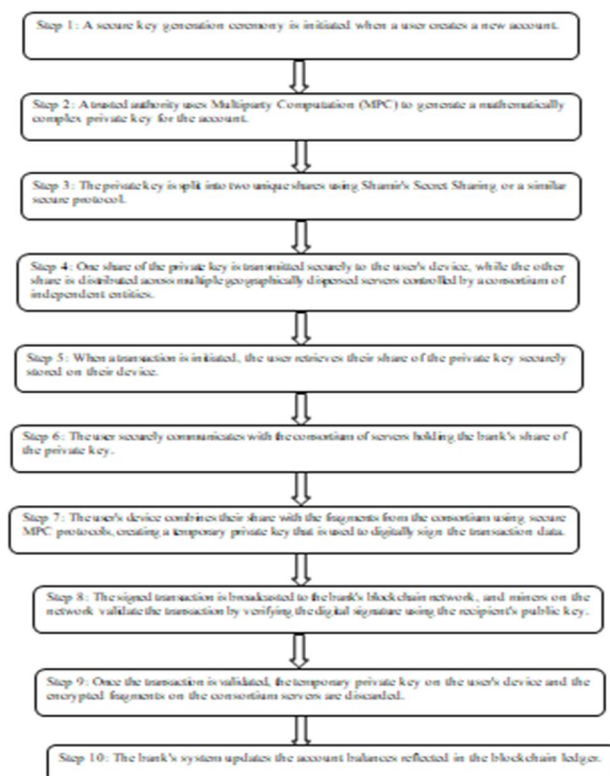 Step 1: A secure key generation ceremony is initiated when a user creates a new account.
Step 2: A trusted authority uses Multiparty Computation (MPC) to generate a mathematically
complex private key for the account.
Step 3: The private key is split into two unique shares using Shamir's Secret Sharing or a similar
secure protocol.
Step 4: One share of the private key is transmitted securely to the user's device, while the other
share is distributed across multiple geographically dispersed servers controlled by a consortium of
independent entities.
Step 5: When a transaction is initiated, the user retrieves their share of the private key securely
stored on their device.
Step 6: The user securely communicates with the consortium of servers holding the bank's share of
the private key.
Step 7: The user's device combines their share with the fragments from the consortium using secure
MPC protocols, creating a temporary private key that is used to digitally sign the transaction data.
Step 8: The signed transaction is broadcasted to the bank's blockchain network, and miners on the
network validate the transaction by verifying the digital signature using the recipient's public key.
Step 9: Once the transaction is validated, the temporary private key on the user's device and the
encrypted fragments on the consortium servers are discarded.
Step 10: The bank's system updates the account balances reflected in the blockchain ledger.